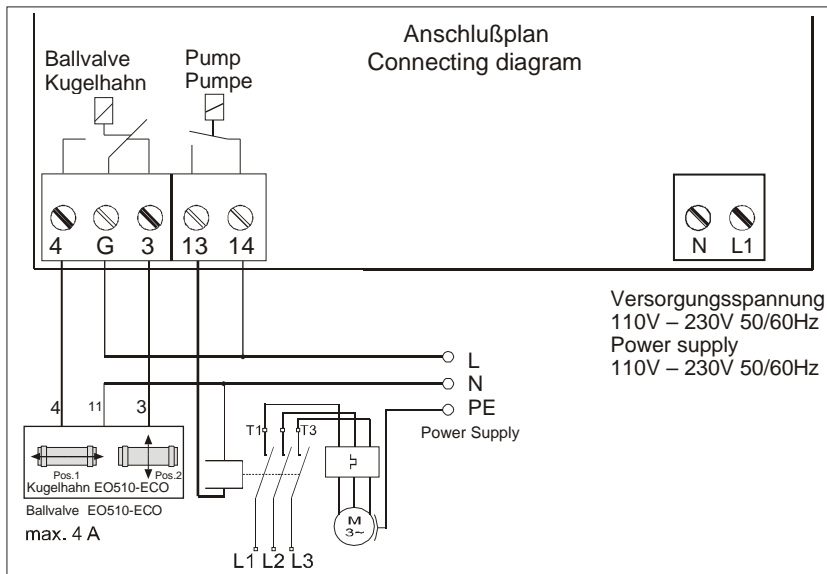 Anschlußplan
Connecting diagram
Ballvalve
Kugelhahn
Pump
Pumpe
4 G 3 13 14
N L1
Versorgungsspannung
110V – 230V 50/60Hz
Power supply
110V – 230V 50/60Hz
L
N
PE
Power Supply
4 11 3
T1 T3
Pos.1 Pos.2
Kugelhahn EO510-ECO
Ballvalve EO510-ECO
max. 4 A
M
3~
L1 L2 L3